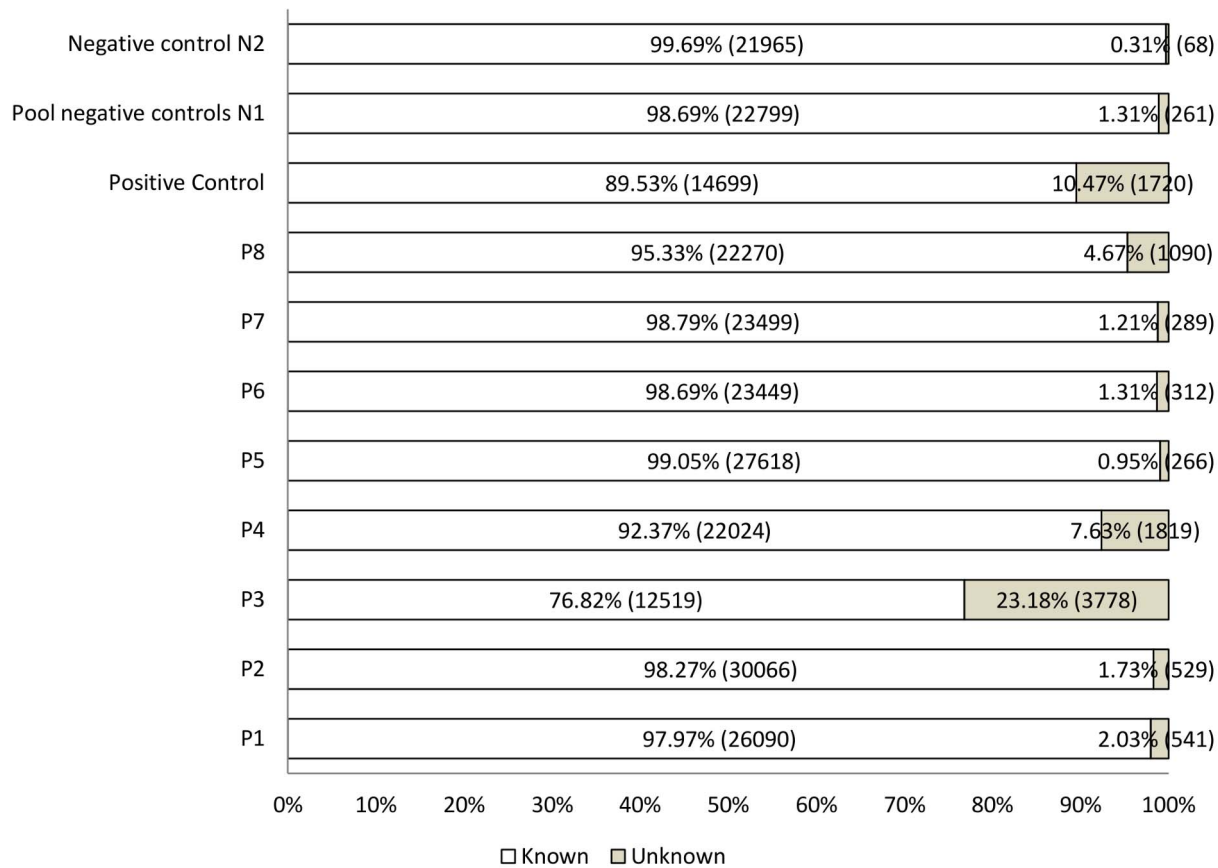 Negative control N2 99.69% (21965) 0.31% (68)
Pool negative controls N1 98.69% (22799) 1.31% (261)
Positive Control 89.53% (14699) 10.47% (1720)
P8 95.33% (22270) 4.67% (1090)
P7 98.79% (23499) 1.21% (289)
P6 98.69% (23449) 1.31% (312)
P5 99.05% (27618) 0.95% (266)
P4 92.37% (22024) 7.63% (1819)
P3 76.82% (12519) 23.18% (3778)
P2 98.27% (30066) 1.73% (529)
P1 97.97% (26090) 2.03% (541)
0% 10% 20% 30% 40% 50% 60% 70% 80% 90% 100%
Known Unknown